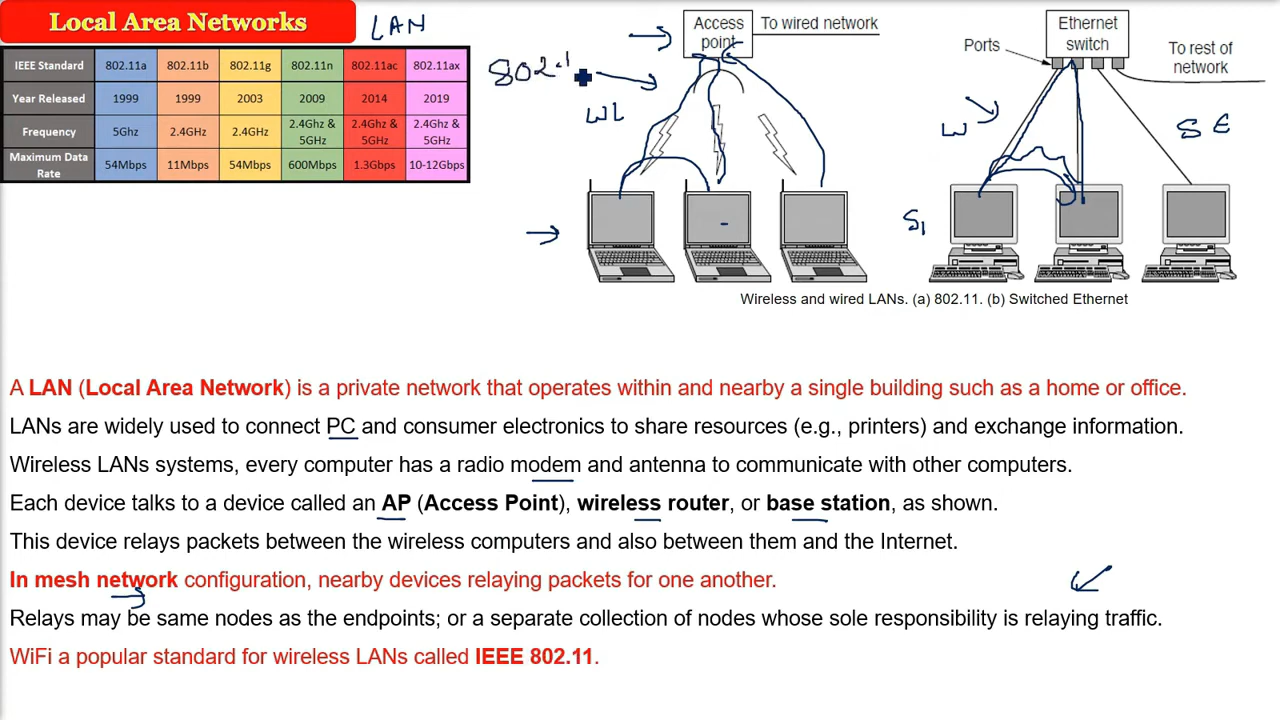 Local Area Networks
LAN
IEEE Standard 802.11a 802.11b 802.11g 802.11n 802.11ac 802.11ax
Year Released 1999 1999 2003 2009 2014 2019
Frequency 5Ghz 2.4GHz 2.4GHz 2.4Ghz & 5GHz 2.4Ghz & 5GHz 2.4Ghz & 5GHz
Maximum Data Rate 54Mbps 11Mbps 54Mbps 600Mbps 1.3Gbps 10-12Gbps
802.1
WL
Access point
To wired network
Ethernet switch
Ports
To rest of network
W
SE
S1
Wireless and wired LANs. (a) 802.11. (b) Switched Ethernet
A LAN (Local Area Network) is a private network that operates within and nearby a single building such as a home or office.
LANs are widely used to connect PC and consumer electronics to share resources (e.g., printers) and exchange information.
Wireless LANs systems, every computer has a radio modem and antenna to communicate with other computers.
Each device talks to a device called an AP (Access Point), wireless router, or base station, as shown.
This device relays packets between the wireless computers and also between them and the Internet.
In mesh network configuration, nearby devices relaying packets for one another.
Relays may be same nodes as the endpoints; or a separate collection of nodes whose sole responsibility is relaying traffic.
WiFi a popular standard for wireless LANs called IEEE 802.11.